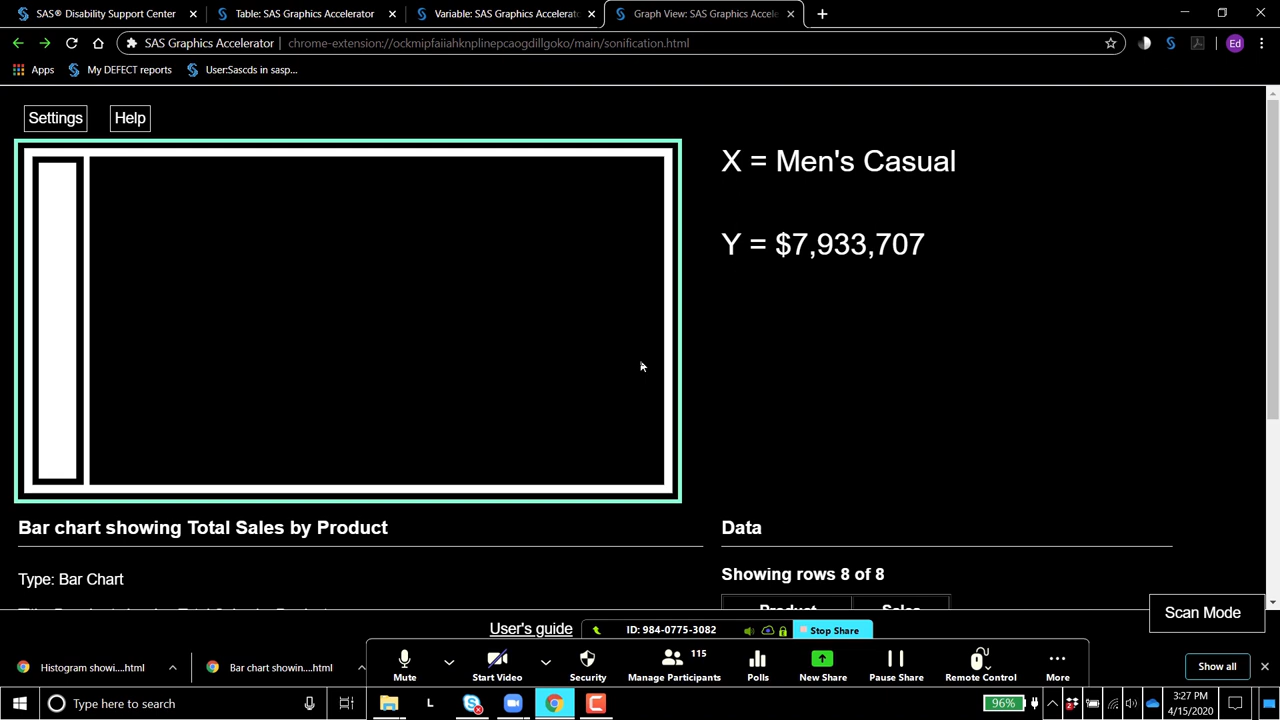 SAS® Disability Support Center
Table: SAS Graphics Accelerator
Variable: SAS Graphics Accelerato
Graph View: SAS Graphics Accele
SAS Graphics Accelerator
chrome-extension://ockmipfaiiahknplinepcaogdillgoko/main/sonification.html
Ed
Apps
My DEFECT reports
User:Sascds in sasp...
Settings
Help
X = Men's Casual
Y = $7,933,707
Bar chart showing Total Sales by Product
Data
Type: Bar Chart
Showing rows 8 of 8
Product
Sales
Scan Mode
User's guide
ID: 984-0775-3082
Stop Share
Histogram showi....html
Bar chart showin....html
Mute
Start Video
Security
115
Manage Participants
Polls
New Share
Pause Share
Remote Control
More
Show all
Type here to search
L
96%
3:27 PM
4/15/2020